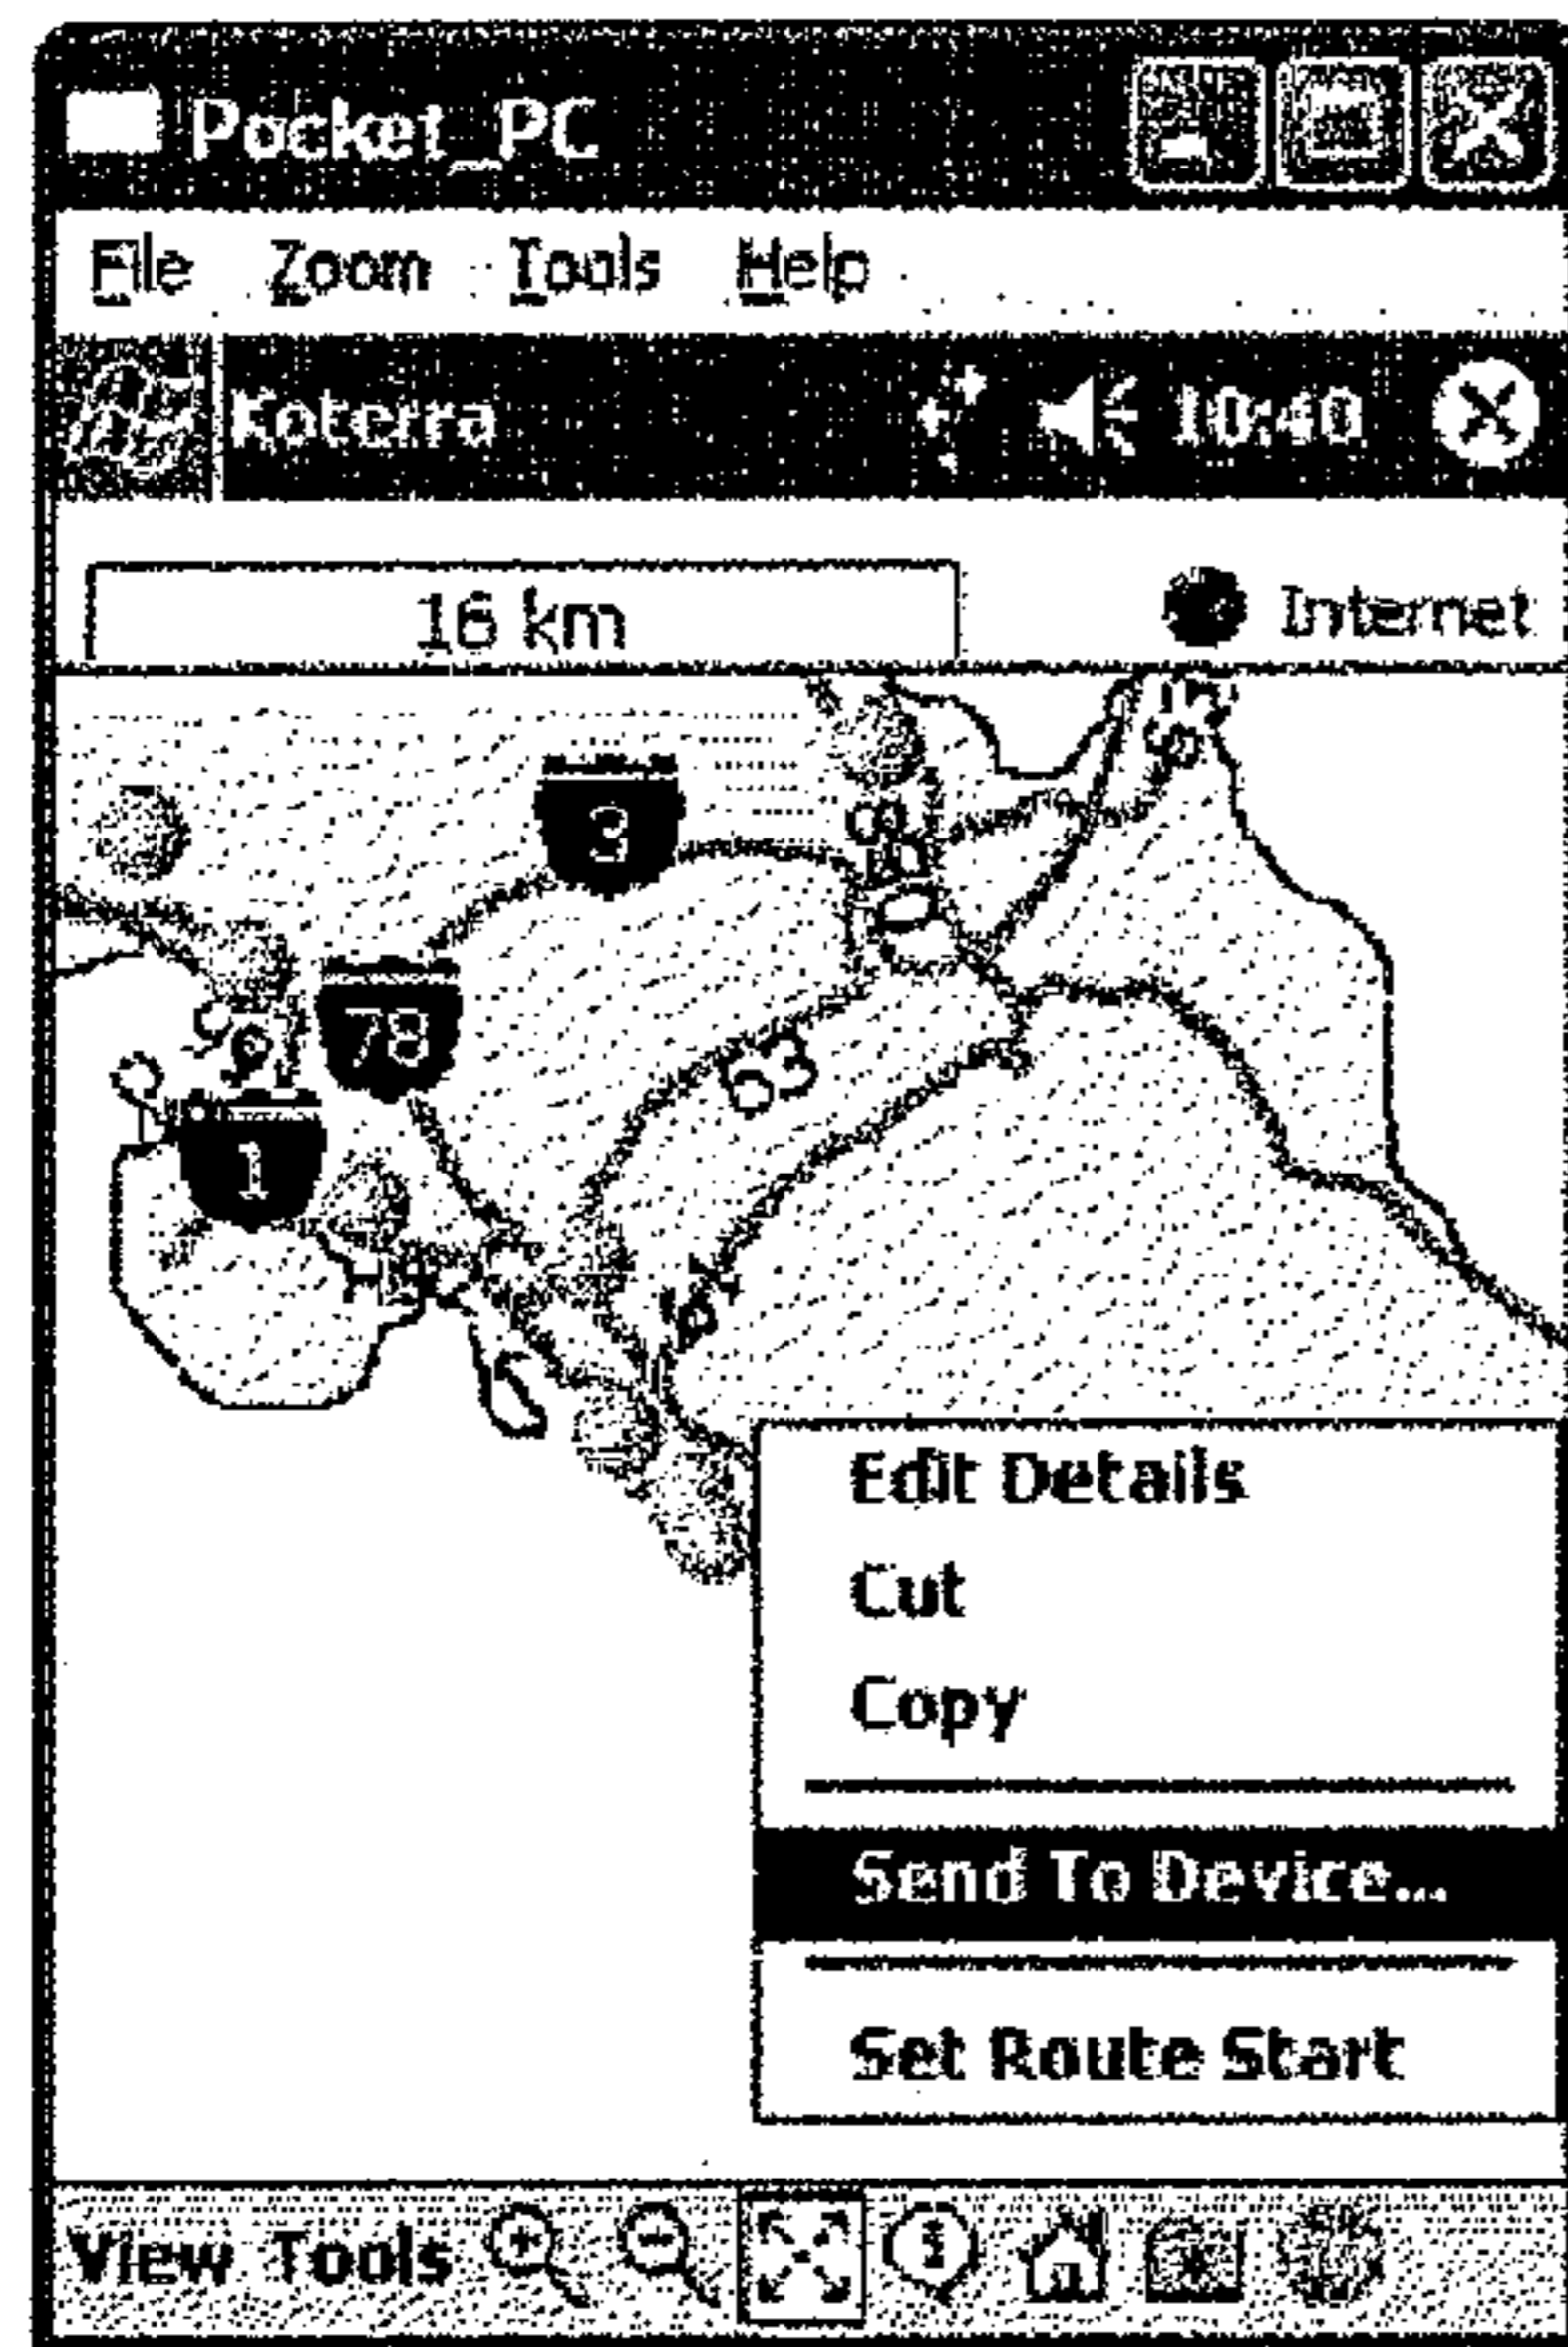 Pocket_PC
File Zoom Tools Help
Koterra 10:40
16 km Internet
3
78
63
1
Edit Details
Cut
Copy
Send To Device...
Set Route Start
View Tools